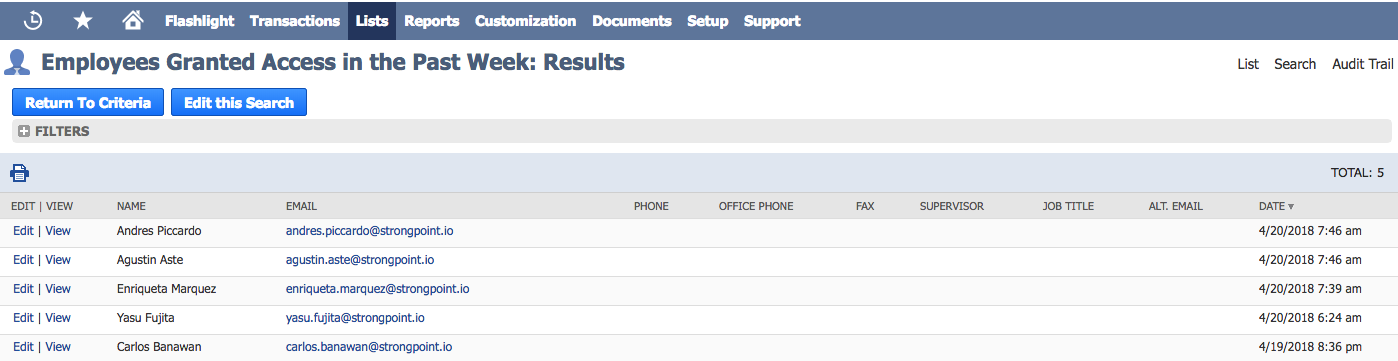 Flashlight Transactions Lists Reports Customization Documents Setup Support
Employees Granted Access in the Past Week: Results
List Search Audit Trail
Return To Criteria Edit this Search
FILTERS
TOTAL: 5
EDIT | VIEW NAME EMAIL PHONE OFFICE PHONE FAX SUPERVISOR JOB TITLE ALT. EMAIL DATE
Edit | View Andres Piccardo andres.piccardo@strongpoint.io 4/20/2018 7:46 am
Edit | View Agustin Aste agustin.aste@strongpoint.io 4/20/2018 7:46 am
Edit | View Enriqueta Marquez enriqueta.marquez@strongpoint.io 4/20/2018 7:39 am
Edit | View Yasu Fujita yasu.fujita@strongpoint.io 4/20/2018 6:24 am
Edit | View Carlos Banawan carlos.banawan@strongpoint.io 4/19/2018 8:36 pm